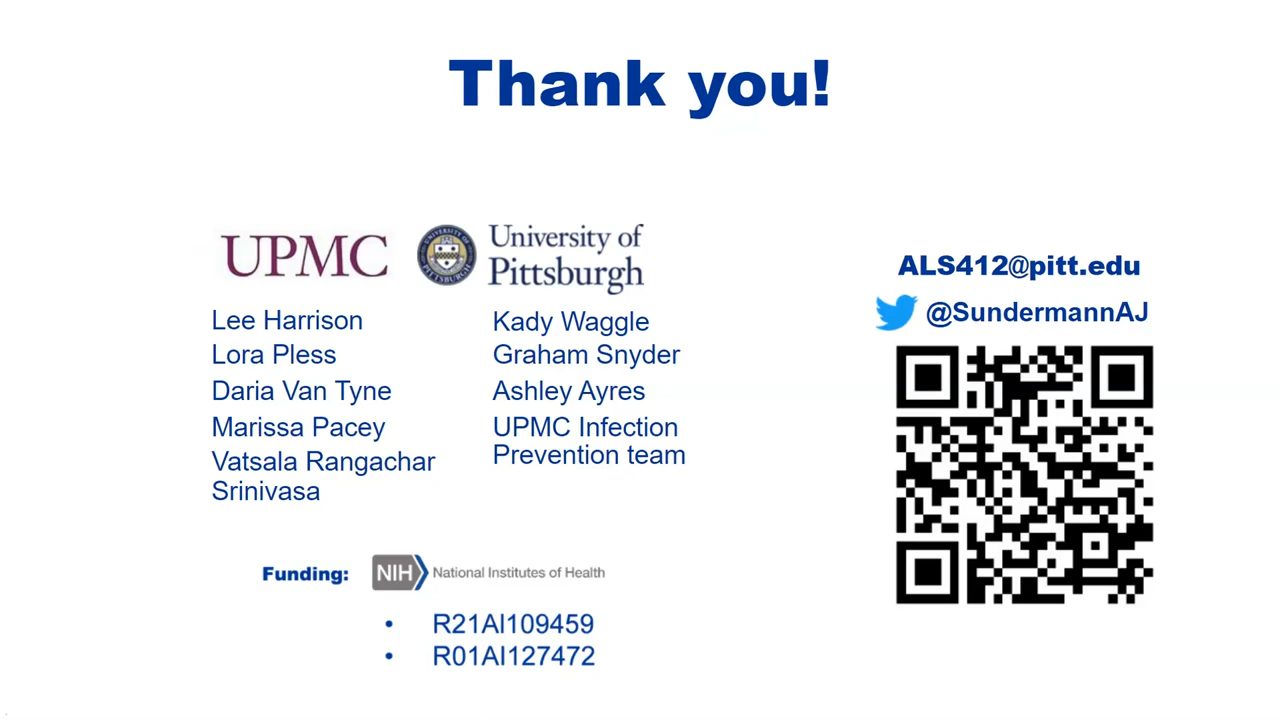 Thank you!
UPMC
University of
Pittsburgh
Lee Harrison
Lora Pless
Daria Van Tyne
Marissa Pacey
Vatsala Rangachar
Srinivasa
Kady Waggle
Graham Snyder
Ashley Ayres
UPMC Infection
Prevention team
ALS412@pitt.edu
@SundermannAJ
Funding:
NIH National Institutes of Health
• R21AI109459
• R01AI127472